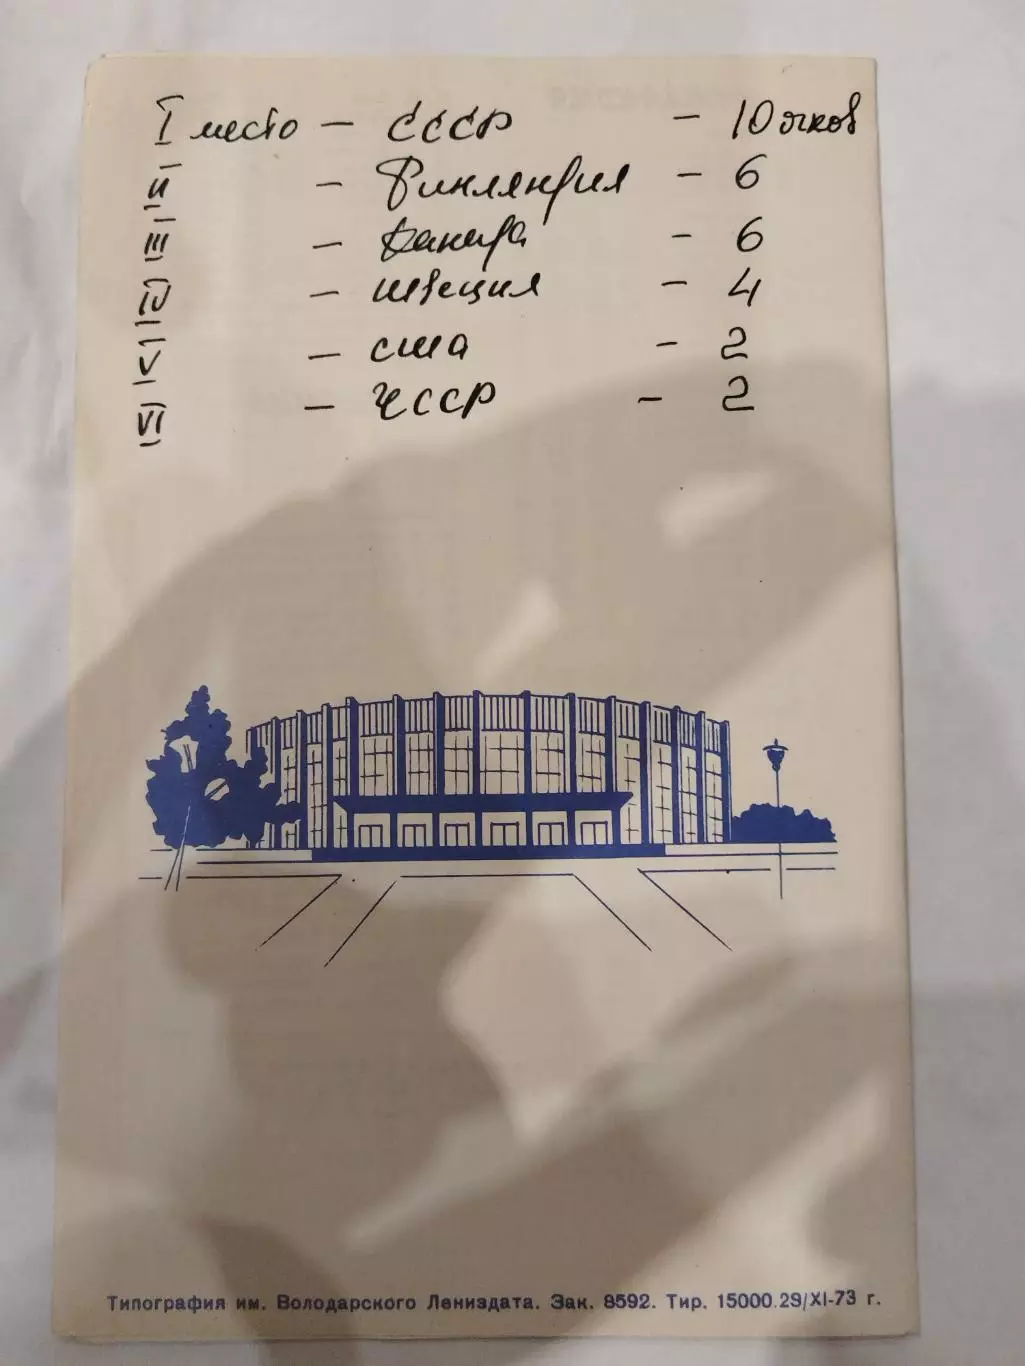 I место - СССР - 10 очков
II - Финляндия - 6
III - Канада - 6
IV - Швеция - 4
V - США - 2
VI - ЧССР - 2
Типография им. Володарского Лениздата. Зак. 8592. Тир. 15000.29/XI-73 г.